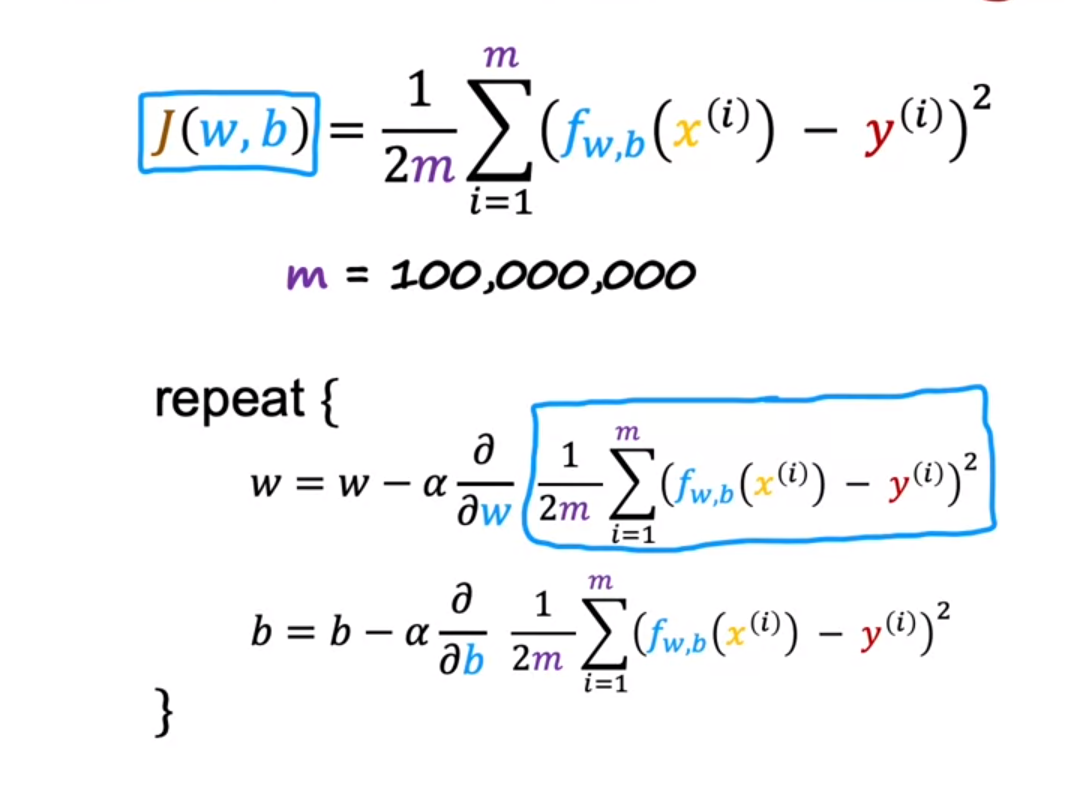 J(w, b) = 1/2m ∑_{i=1}^{m} (f_{w,b}(x^{(i)}) − y^{(i)})^2
m = 100,000,000
repeat {
w = w − α ∂/∂w 1/2m ∑_{i=1}^{m} (f_{w,b}(x^{(i)}) − y^{(i)})^2
b = b − α ∂/∂b 1/2m ∑_{i=1}^{m} (f_{w,b}(x^{(i)}) − y^{(i)})^2
}